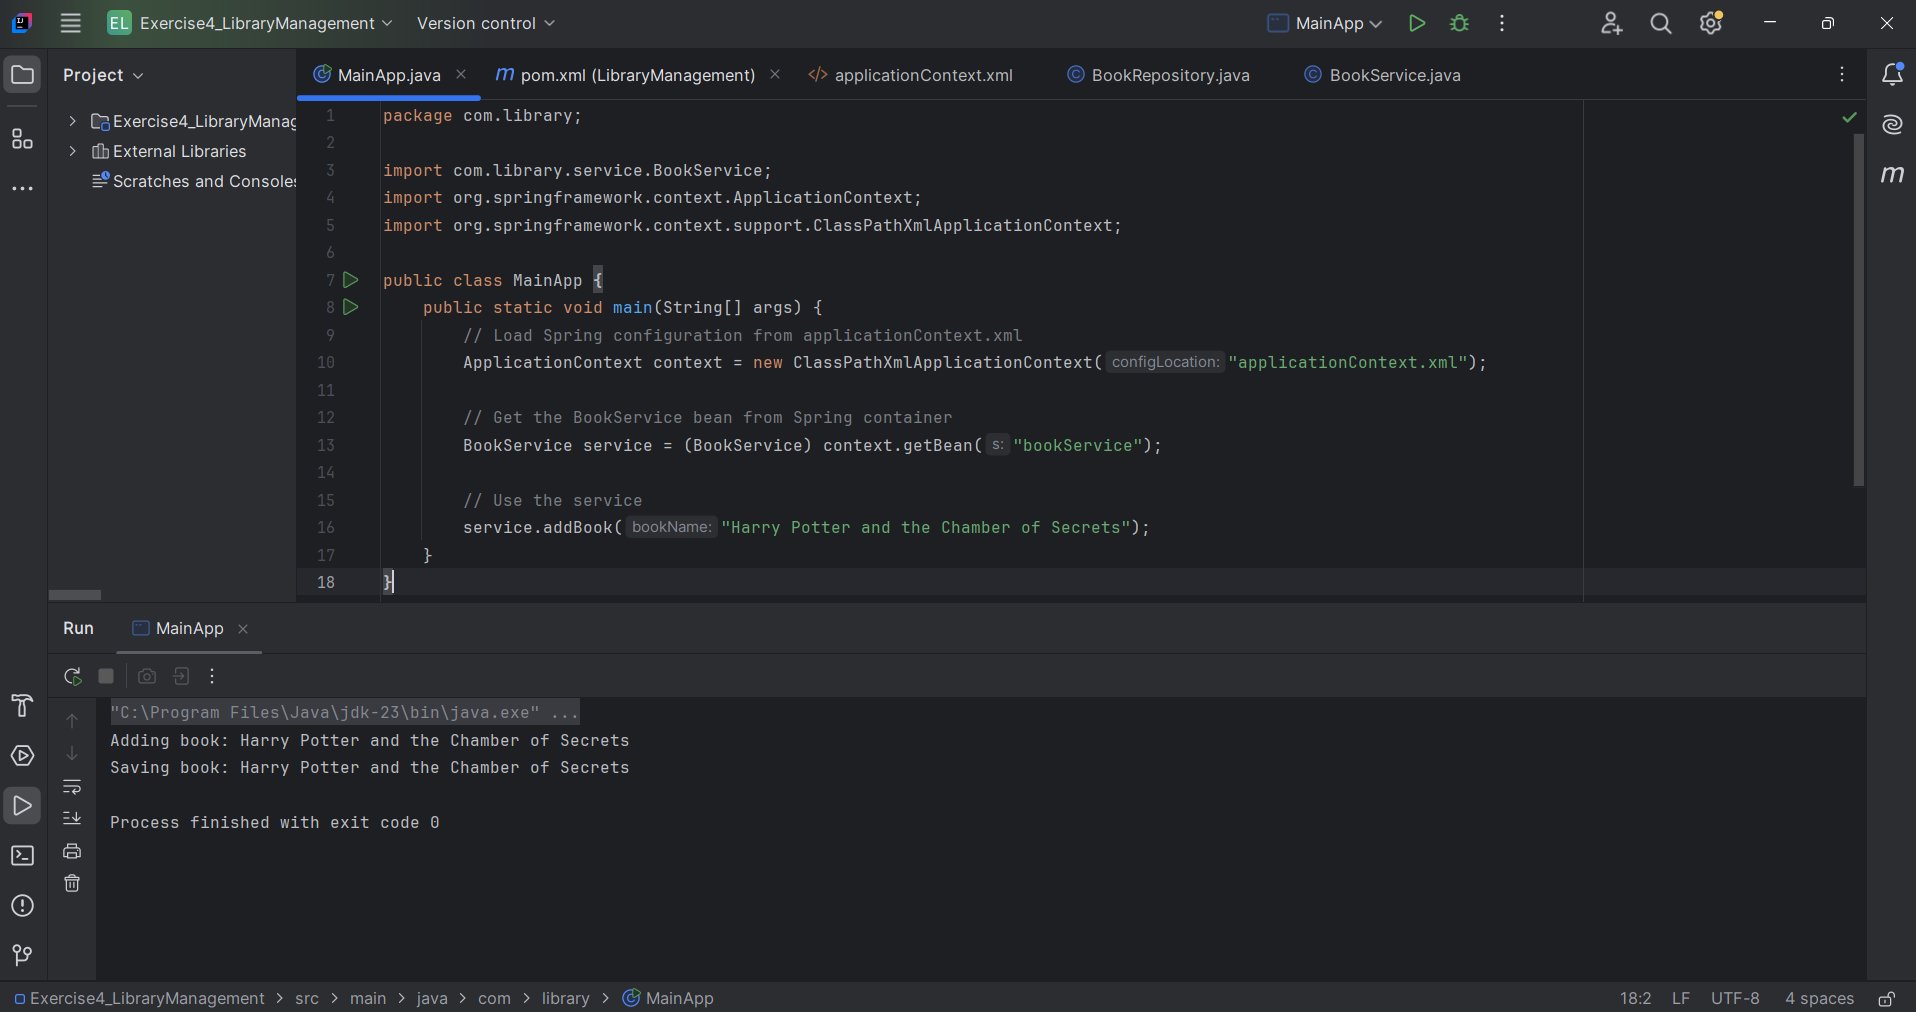 EL Exercise4_LibraryManagement Version control MainApp
Project
Exercise4_LibraryManag
External Libraries
Scratches and Consoles
MainApp.java pom.xml (LibraryManagement) applicationContext.xml BookRepository.java BookService.java
1 package com.library;
2
3 import com.library.service.BookService;
4 import org.springframework.context.ApplicationContext;
5 import org.springframework.context.support.ClassPathXmlApplicationContext;
6
7 public class MainApp {
8 public static void main(String[] args) {
9 // Load Spring configuration from applicationContext.xml
10 ApplicationContext context = new ClassPathXmlApplicationContext( configLocation: "applicationContext.xml");
11
12 // Get the BookService bean from Spring container
13 BookService service = (BookService) context.getBean( s: "bookService");
14
15 // Use the service
16 service.addBook( bookName: "Harry Potter and the Chamber of Secrets");
17 }
18 }
Run MainApp
"C:\Program Files\Java\jdk-23\bin\java.exe" ...
Adding book: Harry Potter and the Chamber of Secrets
Saving book: Harry Potter and the Chamber of Secrets
Process finished with exit code 0
Exercise4_LibraryManagement > src > main > java > com > library > MainApp 18:2 LF UTF-8 4 spaces